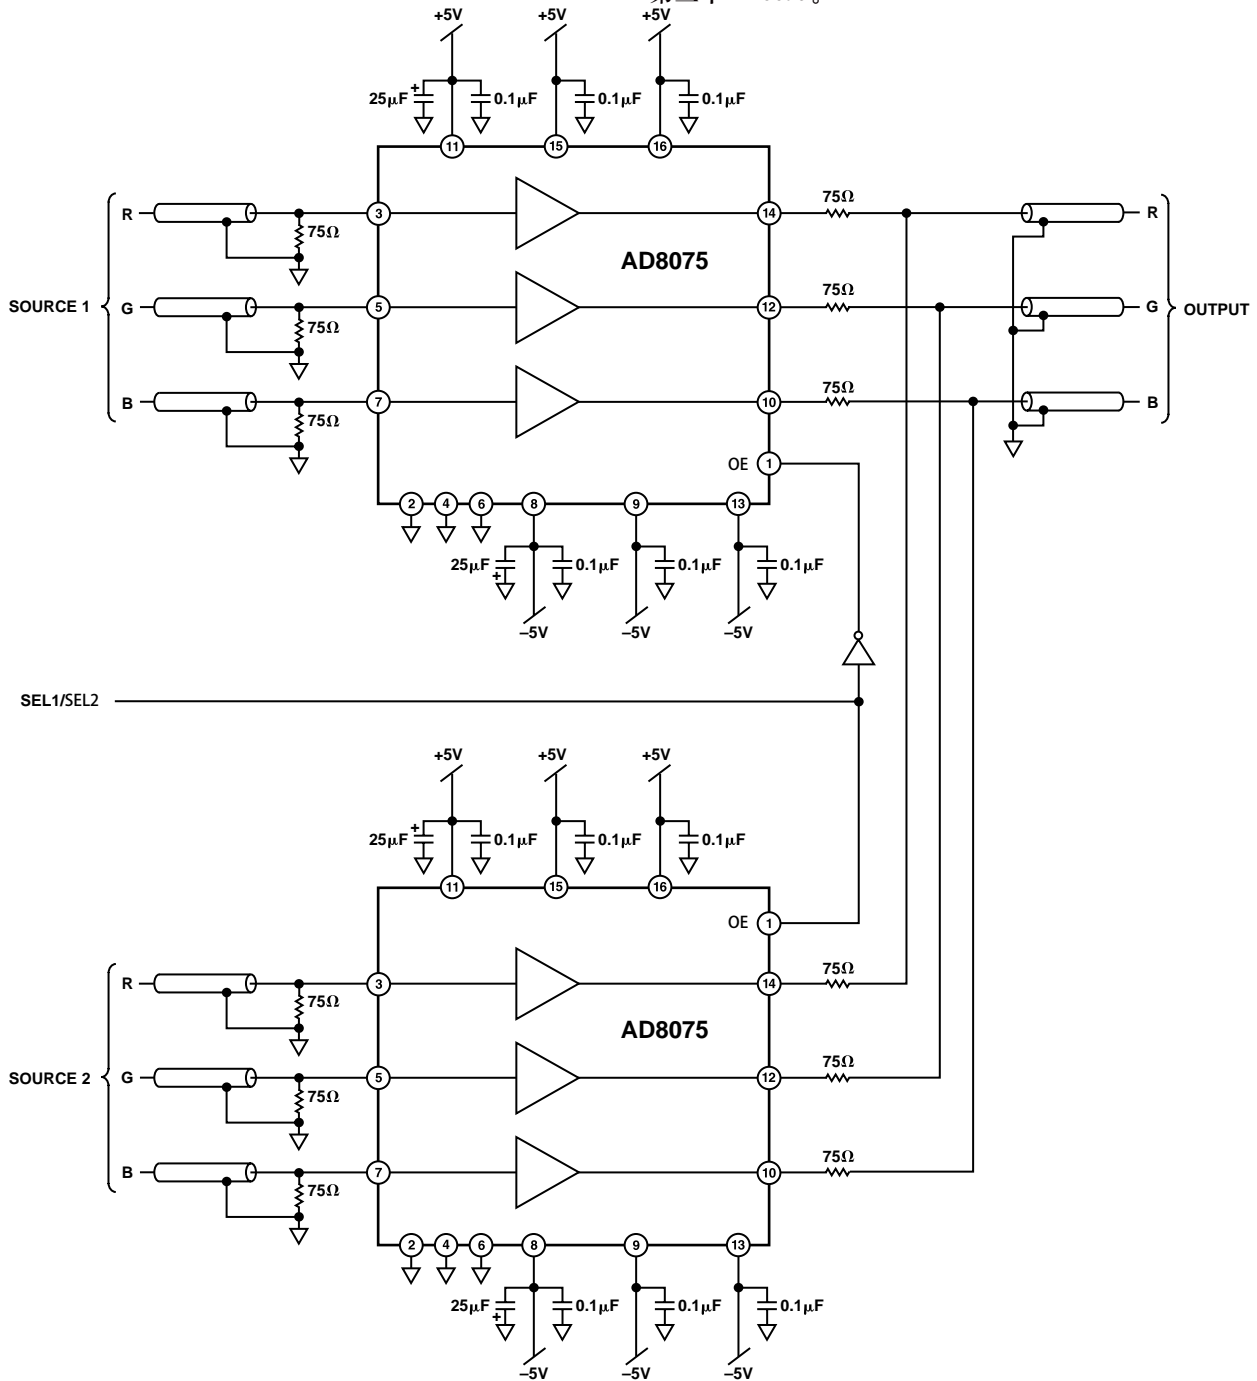 +5V +5V +5V
25μF 0.1μF 0.1μF 0.1μF
11 15 16
R 75Ω 3 14 75Ω R
AD8075
SOURCE 1 G 75Ω 5 12 75Ω G OUTPUT
B 75Ω 7 10 75Ω B
OE 1
2 4 6 8 9 13
25μF 0.1μF 0.1μF 0.1μF
–5V –5V –5V
SEL1/SEL2
+5V +5V +5V
25μF 0.1μF 0.1μF 0.1μF
11 15 16
OE 1
R 75Ω 3 14 75Ω
AD8075
SOURCE 2 G 75Ω 5 12 75Ω
B 75Ω 7 10 75Ω
2 4 6 8 9 13
25μF 0.1μF 0.1μF 0.1μF
–5V –5V –5V